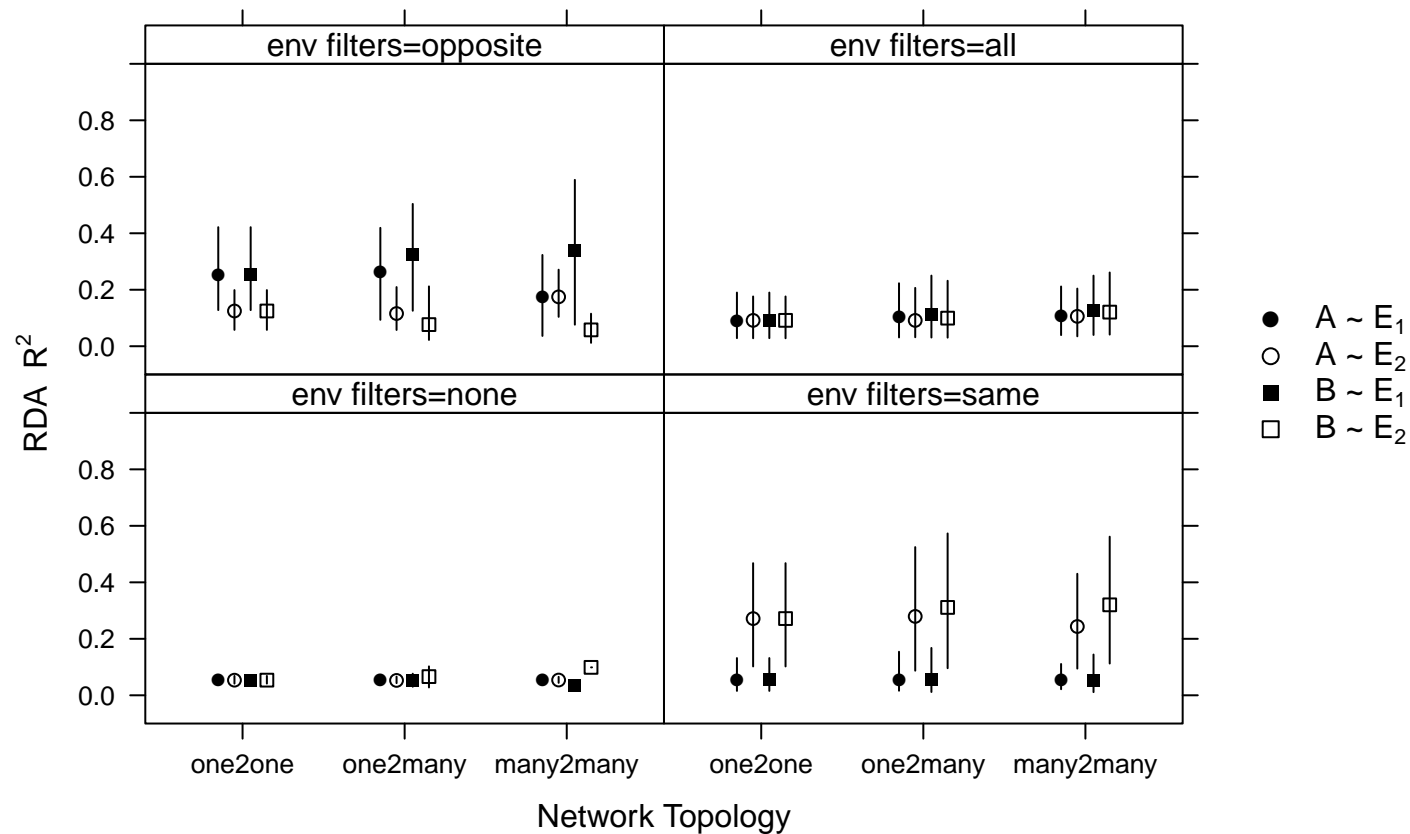 env filters=opposite
env filters=all
0.8
0.6
0.4
0.2
0.0
env filters=none
env filters=same
0.8
0.6
0.4
0.2
0.0
RDA R²
one2one one2many many2many one2one one2many many2many
Network Topology
A ~ E₁
A ~ E₂
B ~ E₁
B ~ E₂